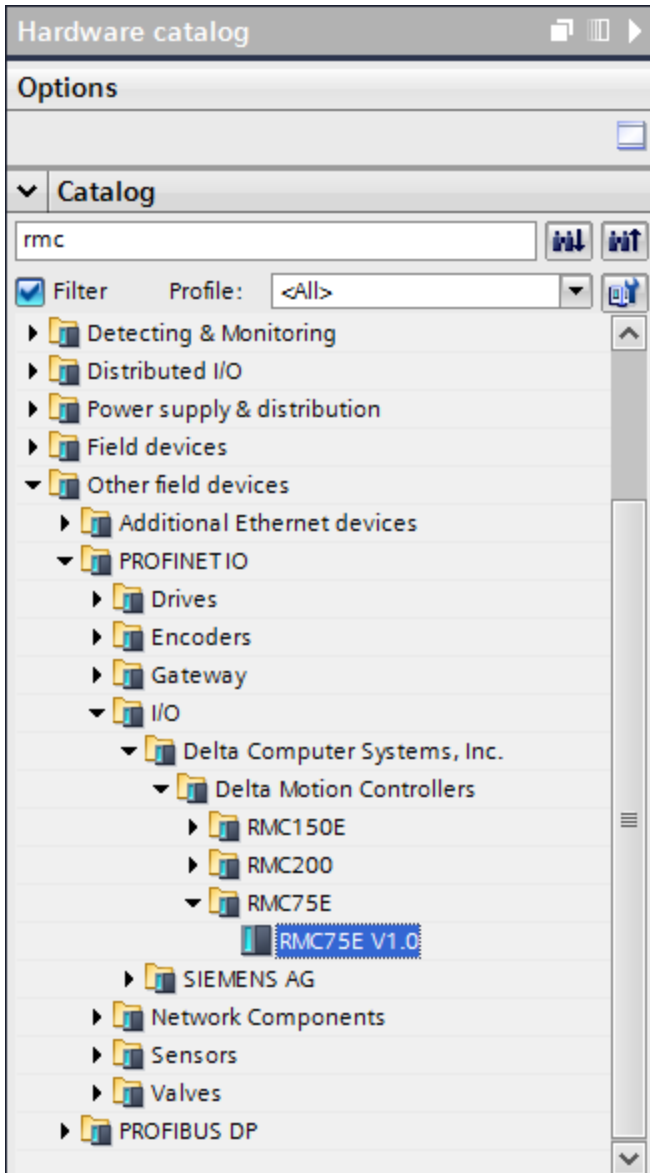 Hardware catalog
Options
Catalog
rmc
Filter Profile: <All>
Detecting & Monitoring
Distributed I/O
Power supply & distribution
Field devices
Other field devices
Additional Ethernet devices
PROFINET IO
Drives
Encoders
Gateway
I/O
Delta Computer Systems, Inc.
Delta Motion Controllers
RMC150E
RMC200
RMC75E
RMC75E V1.0
SIEMENS AG
Network Components
Sensors
Valves
PROFIBUS DP